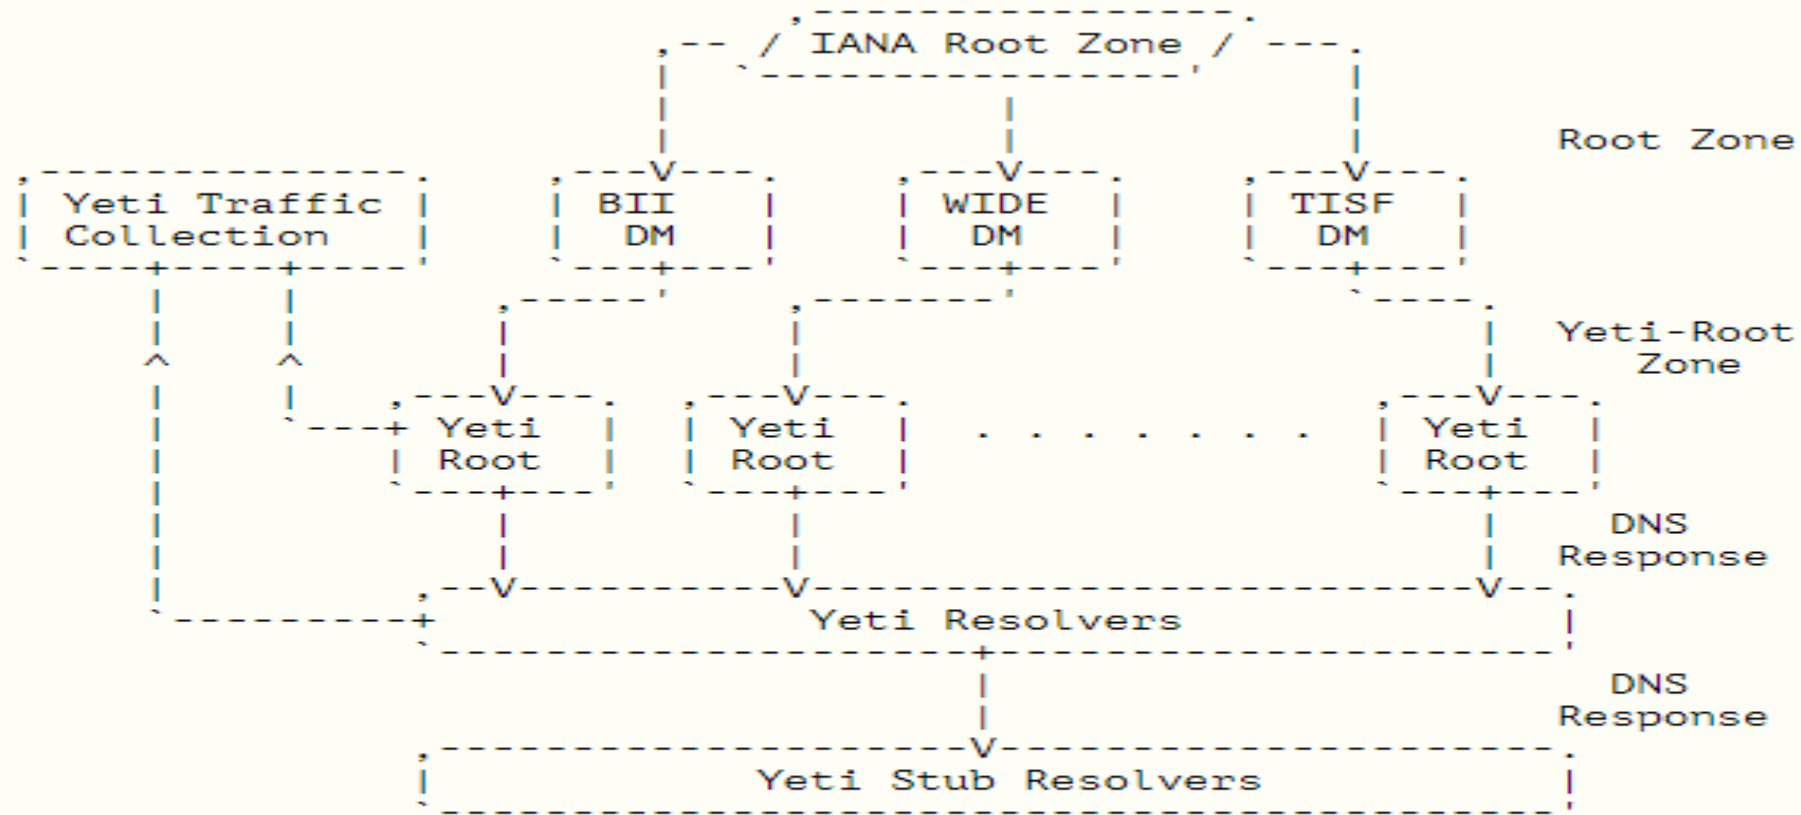 IANA Root Zone
Root Zone
Yeti Traffic Collection
BII DM
WIDE DM
TISF DM
Yeti-Root Zone
Yeti Root
Yeti Root
. . . . . . .
Yeti Root
DNS Response
Yeti Resolvers
DNS Response
Yeti Stub Resolvers